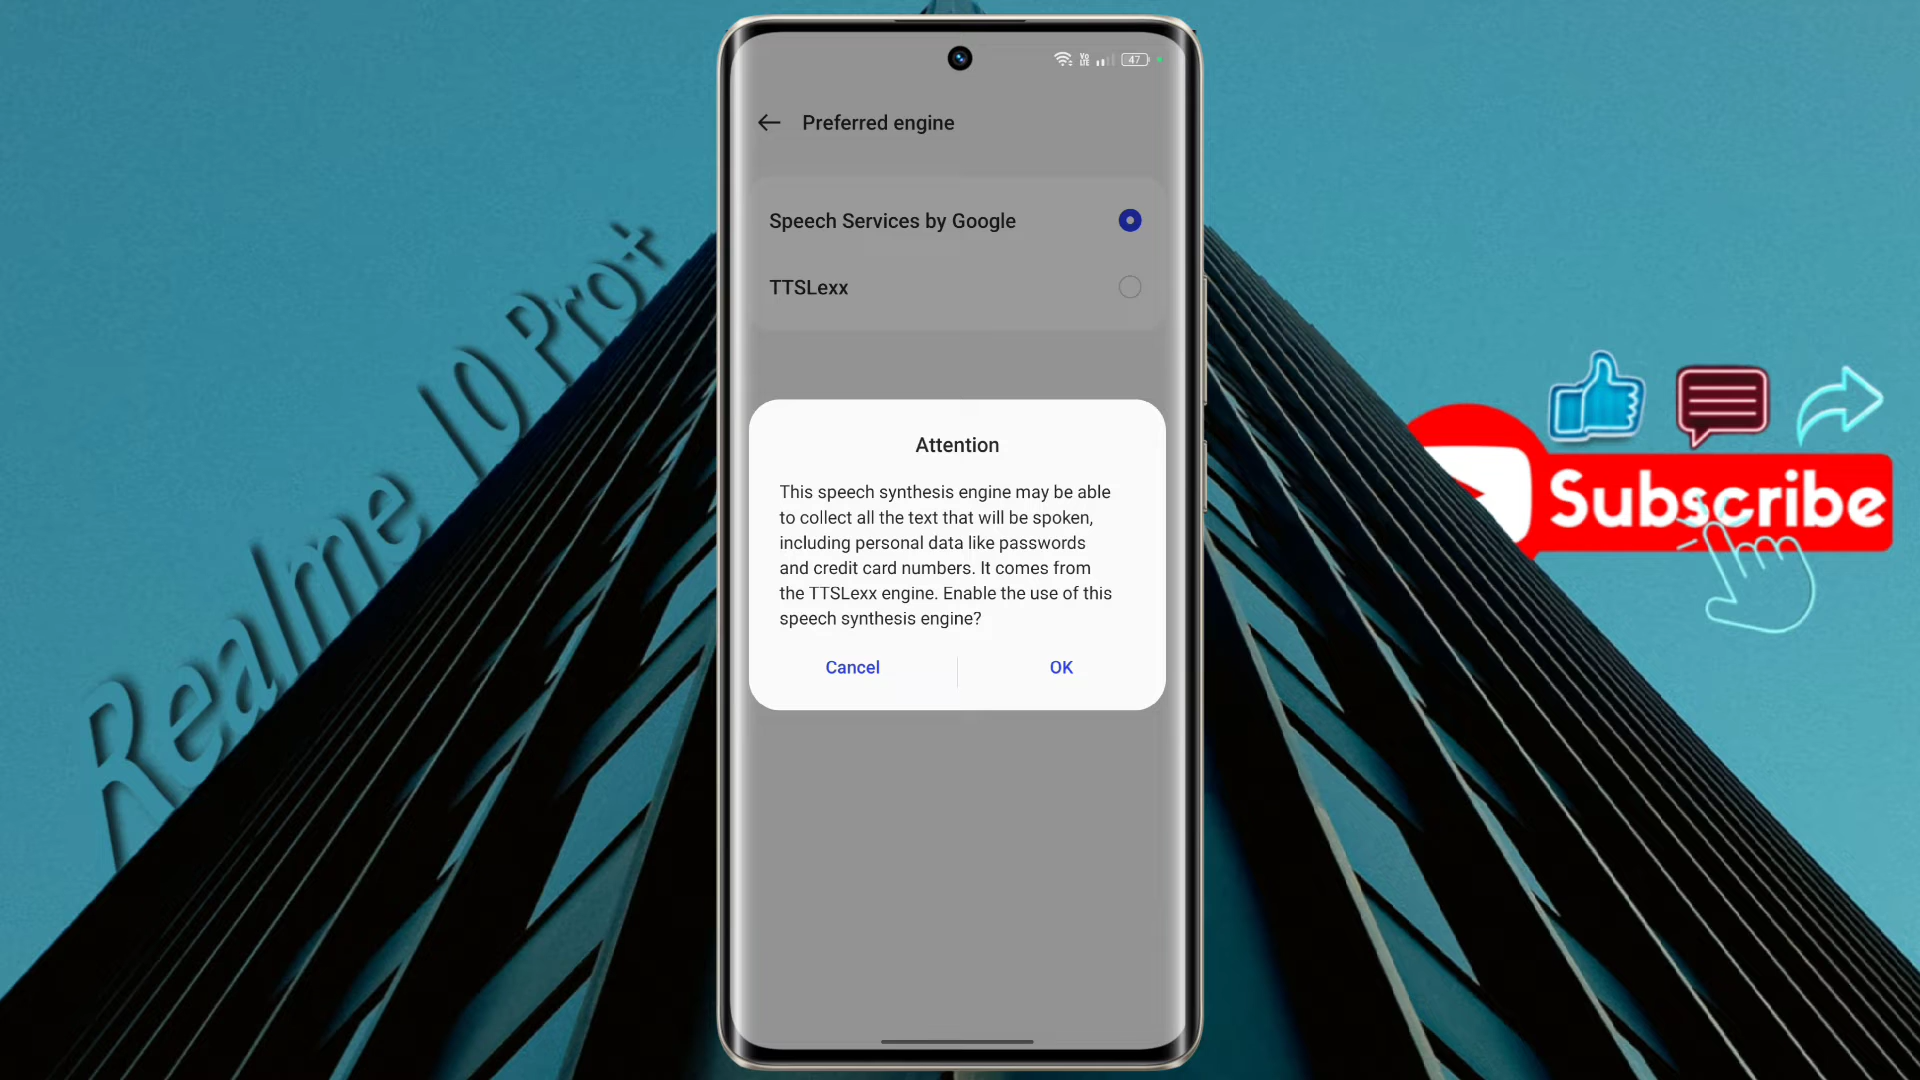 Realme 10 Pro+
47
Preferred engine
Speech Services by Google
TTSLexx
Attention
This speech synthesis engine may be able
to collect all the text that will be spoken,
including personal data like passwords
and credit card numbers. It comes from
the TTSLexx engine. Enable the use of this
speech synthesis engine?
Cancel
OK
Subscribe